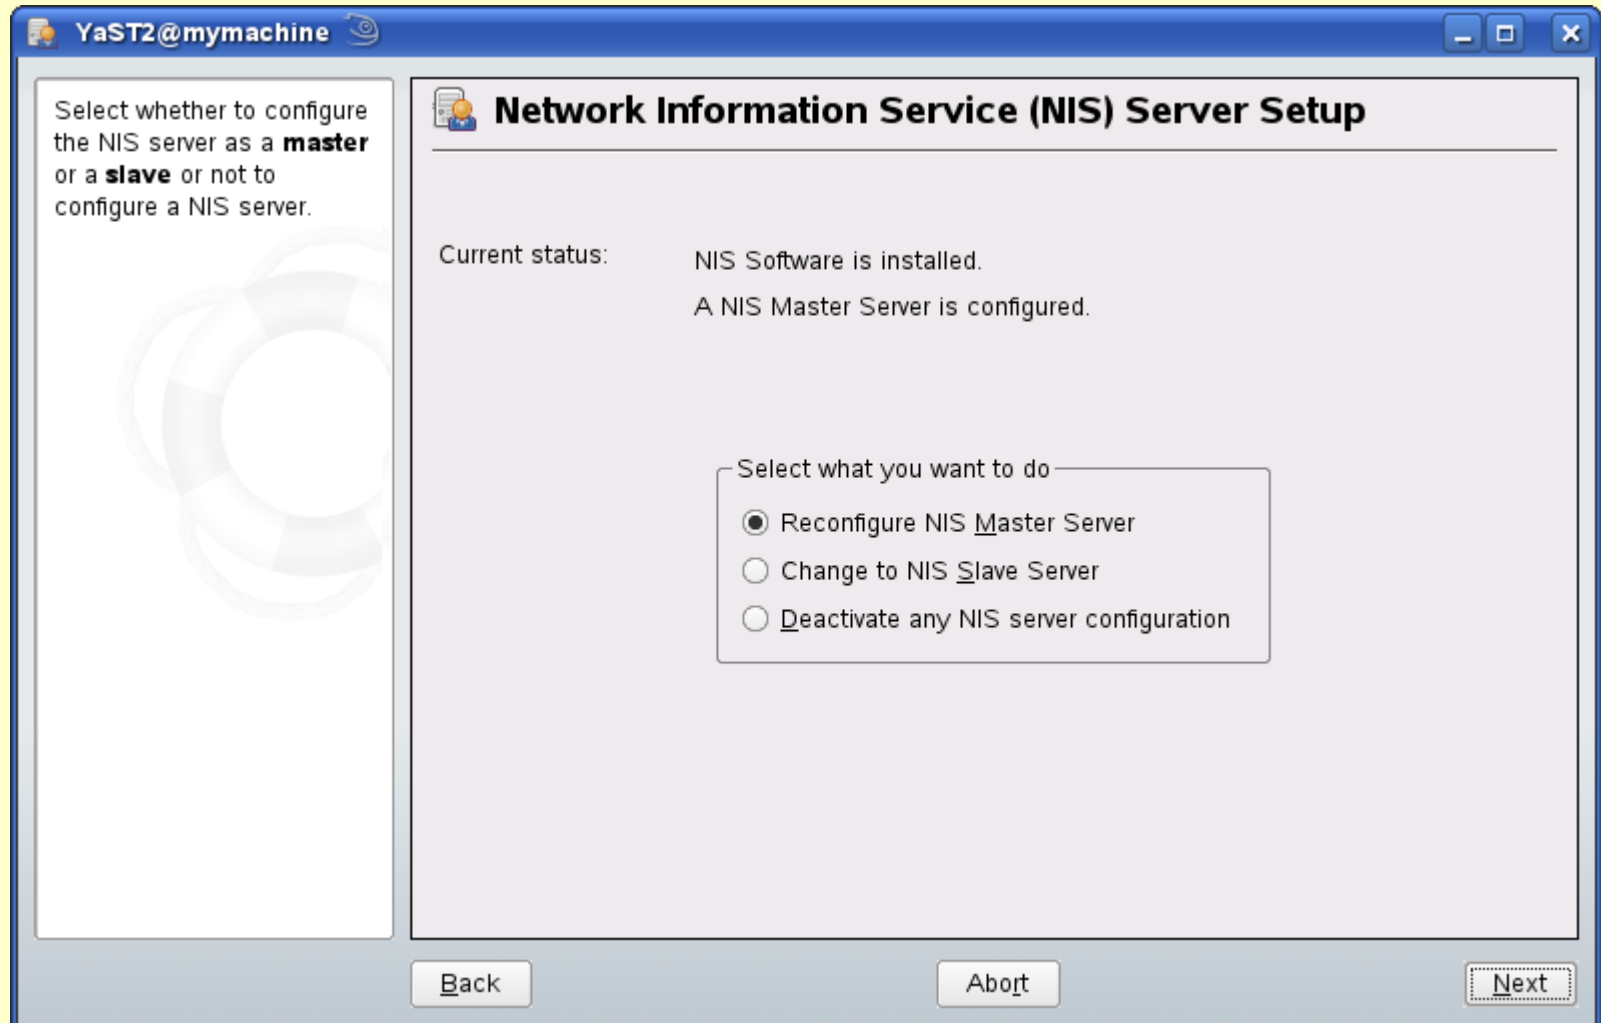 YaST2@mymachine
Select whether to configure
the NIS server as a master
or a slave or not to
configure a NIS server.
Network Information Service (NIS) Server Setup
Current status:
NIS Software is installed.
A NIS Master Server is configured.
Select what you want to do
Reconfigure NIS Master Server
Change to NIS Slave Server
Deactivate any NIS server configuration
Back
Abort
Next